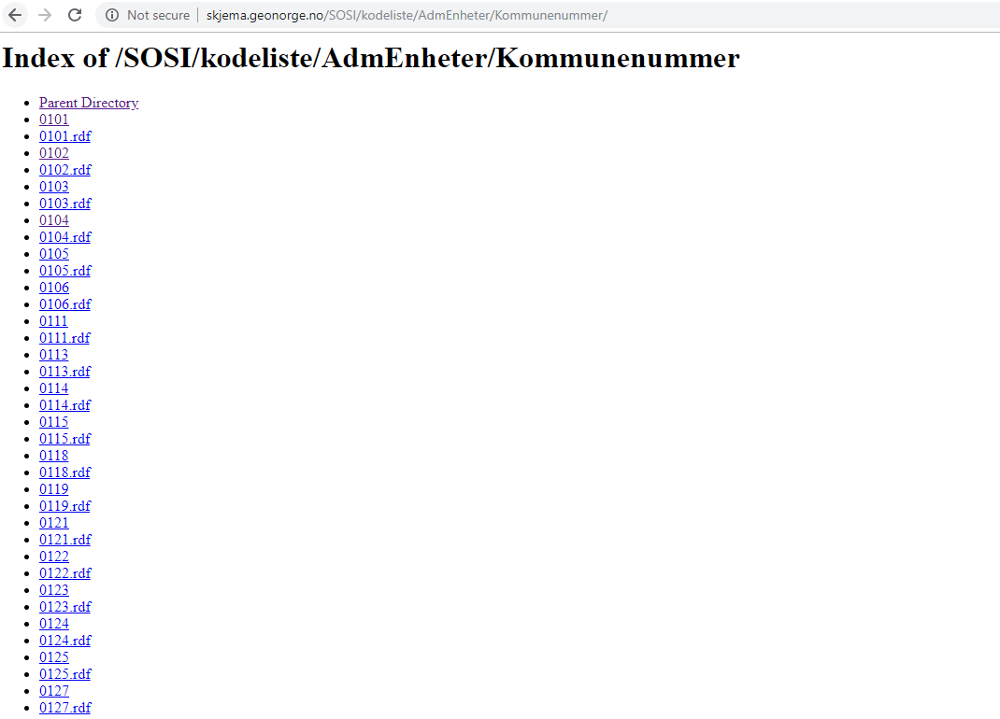 Not secure | skjema.geonorge.no/SOSI/kodeliste/AdmEnheter/Kommunenummer/
Index of /SOSI/kodeliste/AdmEnheter/Kommunenummer
• Parent Directory
• 0101
• 0101.rdf
• 0102
• 0102.rdf
• 0103
• 0103.rdf
• 0104
• 0104.rdf
• 0105
• 0105.rdf
• 0106
• 0106.rdf
• 0111
• 0111.rdf
• 0113
• 0113.rdf
• 0114
• 0114.rdf
• 0115
• 0115.rdf
• 0118
• 0118.rdf
• 0119
• 0119.rdf
• 0121
• 0121.rdf
• 0122
• 0122.rdf
• 0123
• 0123.rdf
• 0124
• 0124.rdf
• 0125
• 0125.rdf
• 0127
• 0127.rdf